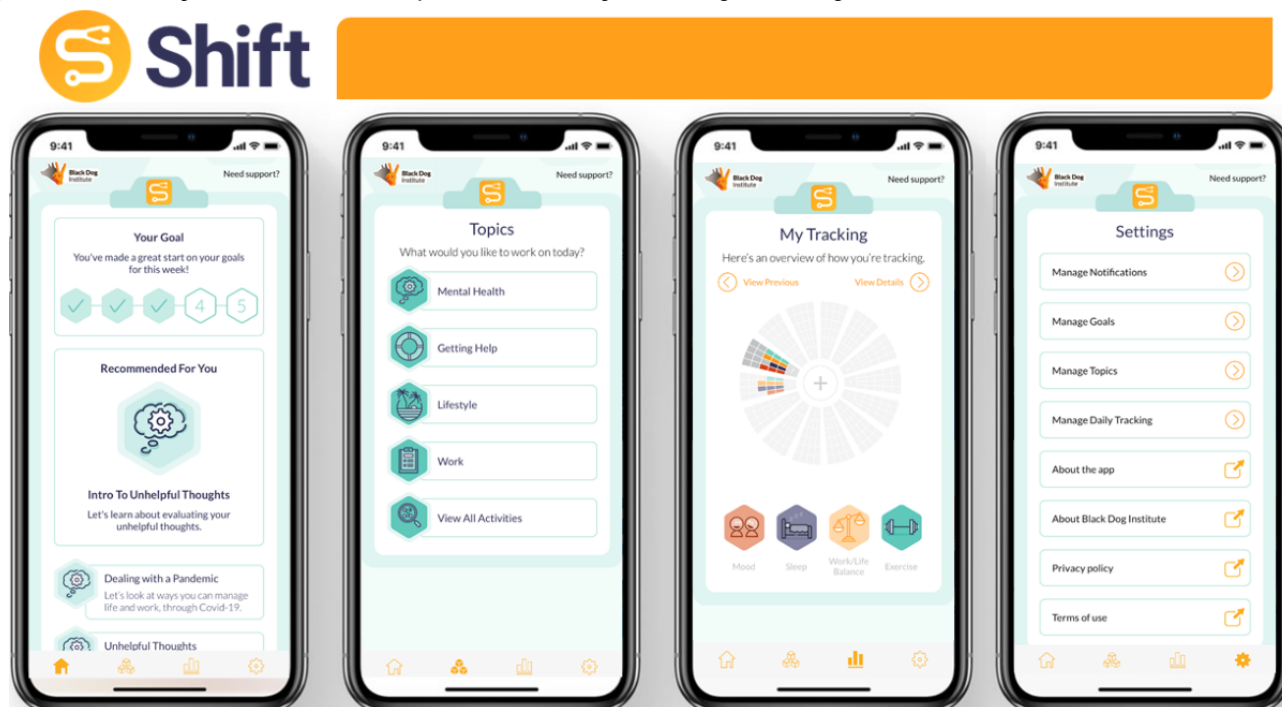 Shift
9:41
Black Dog
Institute
Need support?
Your Goal
You've made a great start on your goals
for this week!
4
5
Recommended For You
Intro To Unhelpful Thoughts
Let's learn about evaluating your
unhelpful thoughts.
Dealing with a Pandemic
Let's look at ways you can manage
life and work, through Covid-19.
Unhelpful Thoughts
9:41
Black Dog
Institute
Need support?
Topics
What would you like to work on today?
Mental Health
Getting Help
Lifestyle
Work
View All Activities
9:41
Black Dog
Institute
Need support?
My Tracking
Here's an overview of how you're tracking.
View Previous
View Details
Mood
Sleep
Work/Life
Balance
Exercise
9:41
Black Dog
Institute
Need support?
Settings
Manage Notifications
Manage Goals
Manage Topics
Manage Daily Tracking
About the app
About Black Dog Institute
Privacy policy
Terms of use